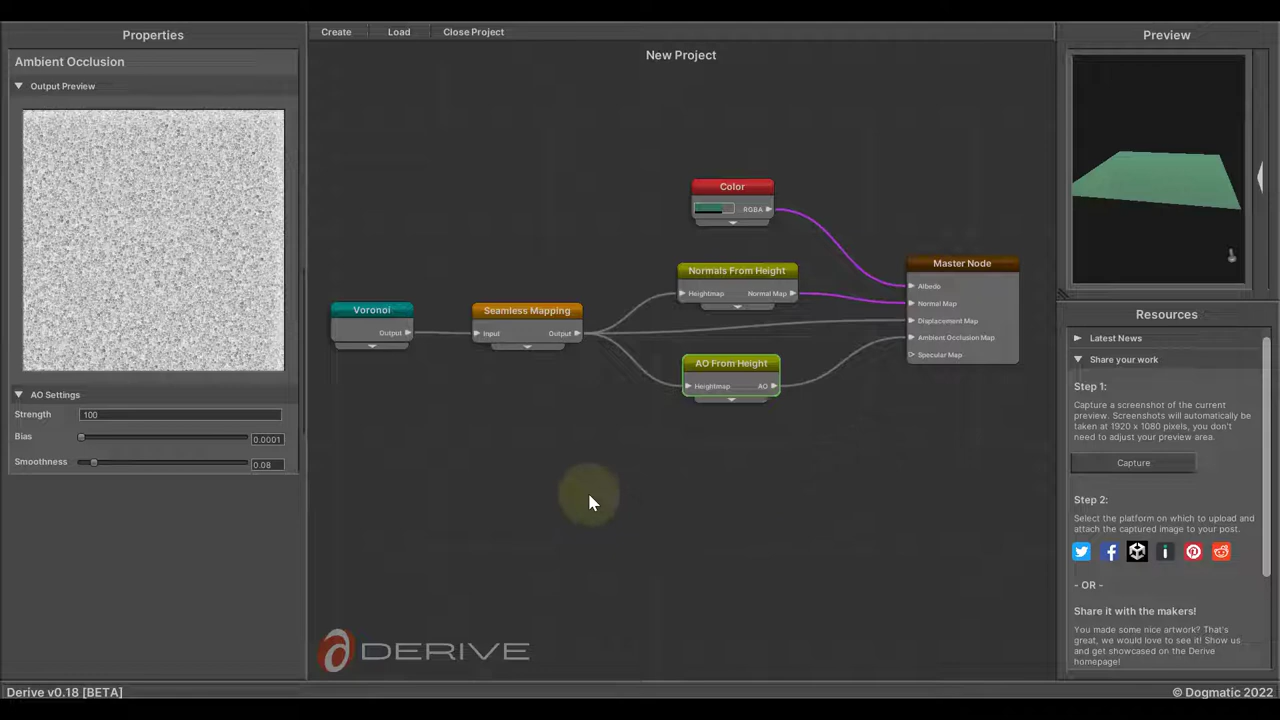 Properties
Ambient Occlusion
Output Preview
AO Settings
Strength
100
Bias
0.0001
Smoothness
0.08
Create
Load
Close Project
New Project
Color
RGBA
Normals From Height
Heightmap
Normal Map
Voronoi
Output
Seamless Mapping
Input
Output
AO From Height
Heightmap
AO
Master Node
Albedo
Normal Map
Displacement Map
Ambient Occlusion Map
Specular Map
DERIVE
Preview
Resources
Latest News
Share your work
Step 1:
Capture a screenshot of the current
preview. Screenshots will automatically be
taken at 1920 x 1080 pixels, you don't
need to adjust your preview area.
Capture
Step 2:
Select the platform on which to upload and
attach the captured image to your post.
- OR -
Share it with the makers!
You made some nice artwork? That's
great, we would love to see it! Show us
and get showcased on the Derive
homepage!
Derive v0.18 [BETA]
© Dogmatic 2022